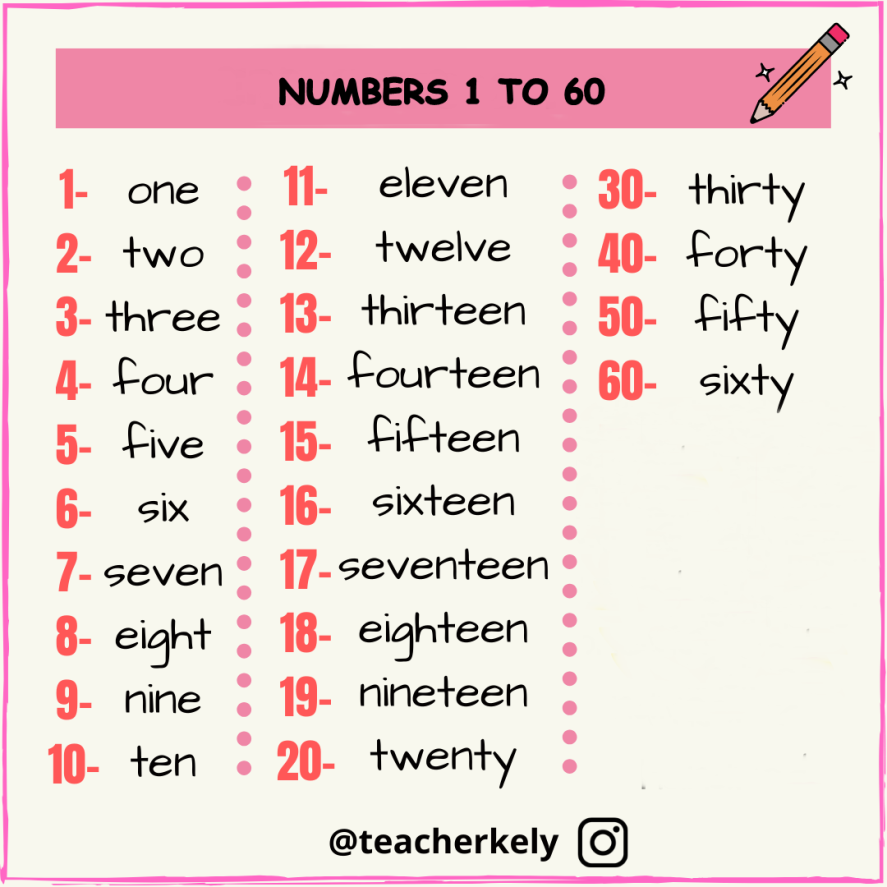 NUMBERS 1 TO 60
1- one
2- two
3- three
4- four
5- five
6- six
7- seven
8- eight
9- nine
10- ten
11- eleven
12- twelve
13- thirteen
14- fourteen
15- fifteen
16- sixteen
17- seventeen
18- eighteen
19- nineteen
20- twenty
30- thirty
40- forty
50- fifty
60- sixty
@teacherkely